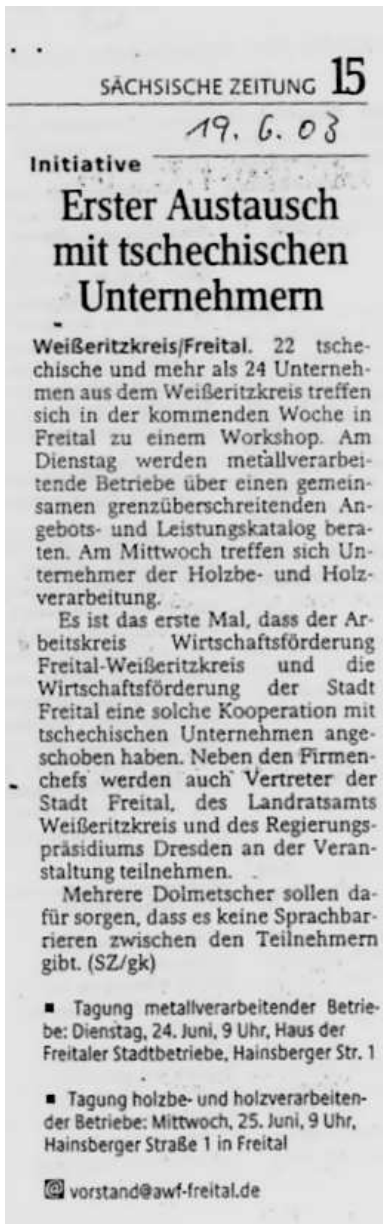 SÄCHSISCHE ZEITUNG 15
19. 6. 03
Initiative
Erster Austausch
mit tschechischen
Unternehmern
Weißeritzkreis/Freital. 22 tsche-
chische und mehr als 24 Unterneh-
men aus dem Weißeritzkreis treffen
sich in der kommenden Woche in
Freital zu einem Workshop. Am
Dienstag werden metallverarbei-
tende Betriebe über einen gemein-
samen grenzüberschreitenden An-
gebots- und Leistungskatalog bera-
ten. Am Mittwoch treffen sich Un-
ternehmer der Holzbe- und Holz-
verarbeitung.
Es ist das erste Mal, dass der Ar-
beitskreis Wirtschaftsförderung
Freital-Weißeritzkreis und die
Wirtschaftsförderung der Stadt
Freital eine solche Kooperation mit
tschechischen Unternehmen ange-
schoben haben. Neben den Firmen-
chefs werden auch Vertreter der
Stadt Freital, des Landratsamts
Weißeritzkreis und des Regierungs-
präsidiums Dresden an der Veran-
staltung teilnehmen.
Mehrere Dolmetscher sollen da-
für sorgen, dass es keine Sprachbar-
rieren zwischen den Teilnehmern
gibt. (SZ/gk)
■ Tagung metallverarbeitender Betrie-
be: Dienstag, 24. Juni, 9 Uhr, Haus der
Freitaler Stadtbetriebe, Hainsberger Str. 1
■ Tagung holzbe- und holzverarbeiten-
der Betriebe: Mittwoch, 25. Juni, 9 Uhr,
Hainsberger Straße 1 in Freital
@ vorstand@awf-freital.de